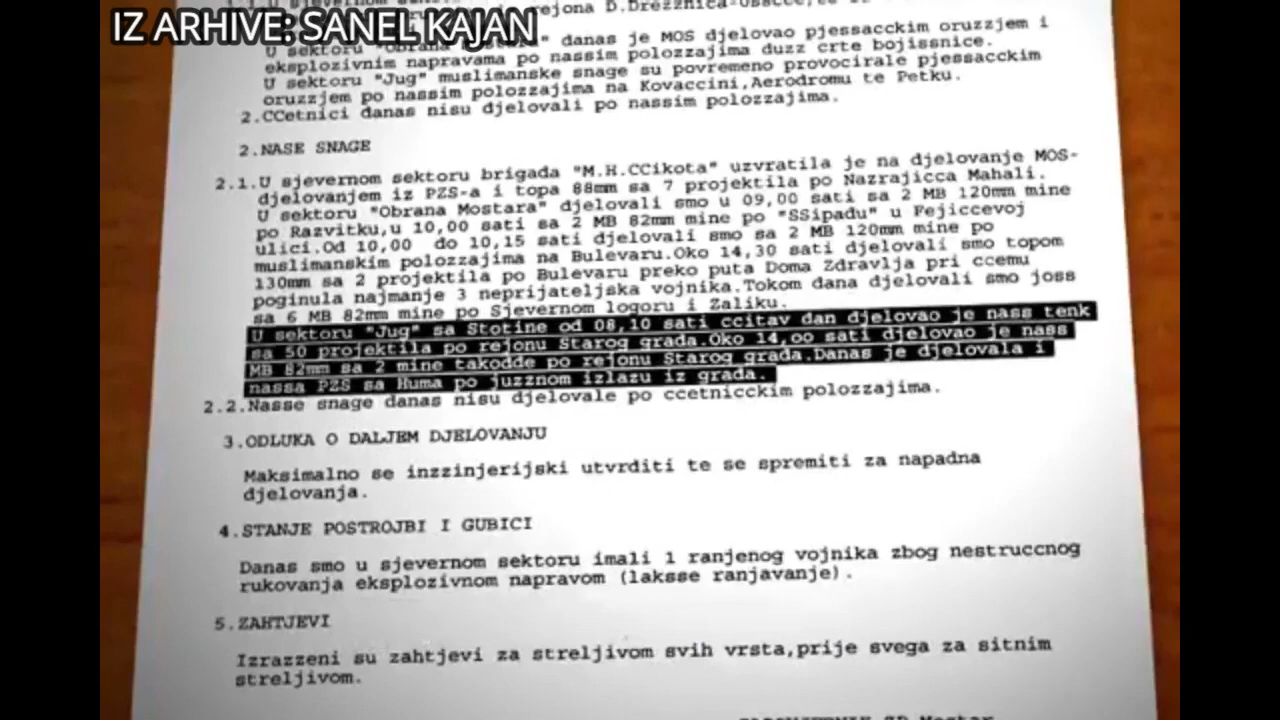 IZ ARHIVE: SANEL KAJAN
rejona D.Drezznica-
U sektoru "Obrana Mostara" danas je MOS djelovao pjessacckim oruzzjem i
eksplozivnim napravama po nassim polozzajima duzz crte bojissnice.
U sektoru "Jug" muslimanske snage su povremeno provocirale pjessacckim
oruzzjem po nassim polozzajima na Kovaccini,Aerodromu te Petku.
2.CCetnici danas nisu djelovali po nassim polozzajima.
2.NASE SNAGE
2.1.U sjevernom sektoru brigada "M.H.CCikota" uzvratila je na djelovanje MOS-
djelovanjem iz PZS-a i topa 88mm sa 7 projektila po Nazrajicca Mahali.
U sektoru "Obrana Mostara" djelovali smo u 09,00 sati sa 2 MB 120mm mine
po Razvitku,u 10,00 sati sa 2 MB 82mm mine po "SSipadu" u Fejiccevoj
ulici.Od 10,00 do 10,15 sati djelovali smo sa 2 MB 120mm mine po
muslimanskim polozzajima na Bulevaru.Oko 14,30 sati djelovali smo topom
130mm sa 2 projektila po Bulevaru preko puta Doma Zdravlja pri ccemu
poginula najmanje 3 neprijateljska vojnika.Tokom dana djelovali smo joss
sa 6 MB 82mm mine po Sjevernom logoru i Zaliku.
U sektoru "Jug" sa Stotine od 08,10 sati ccitav dan djelovao je nass tenk
sa 50 projektila po rejonu Starog grada.Oko 14,oo sati djelovao je nass
MB 82mm sa 2 mine takodde po rejonu Starog grada.Danas je djelovala i
nassa PZS sa Huma po juzznom izlazu iz grada.
2.2.Nasse snage danas nisu djelovale po ccetnicckim polozzajima.
3.ODLUKA O DALJEM DJELOVANJU
Maksimalno se inzzinjerijski utvrditi te se spremiti za napadna
djelovanja.
4.STANJE POSTROJBI I GUBICI
Danas smo u sjevernom sektoru imali 1 ranjenog vojnika zbog nestruccnog
rukovanja eksplozivnom napravom (laksse ranjavanje).
5.ZAHTJEVI
Izrazzeni su zahtjevi za streljivom svih vrsta,prije svega za sitnim
streljivom.